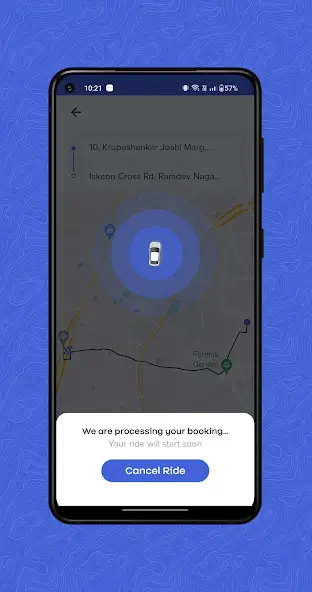 10:21
57%
10, Krupashankar Joshi Marg,..
Iskcon Cross Rd, Ramdev Naga...
Parimal
Garden
We are processing your booking...
Your ride will start soon
Cancel Ride